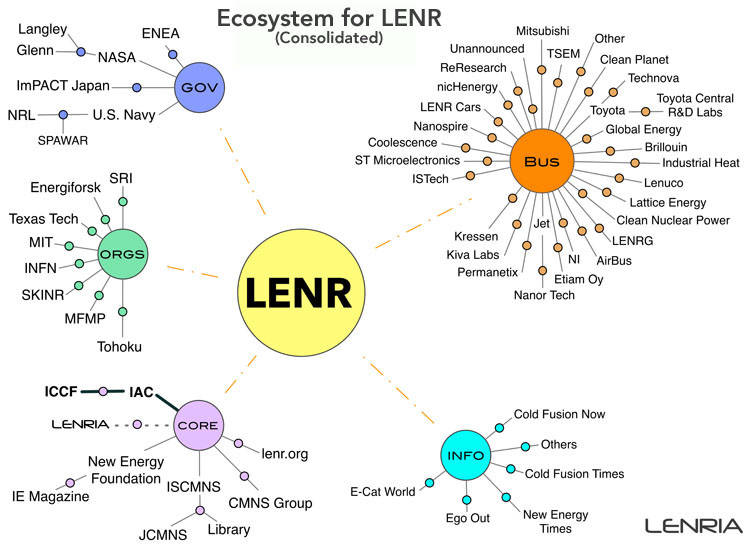 Ecosystem for LENR
(Consolidated)
Langley
Glenn
NASA
ENEA
ImPACT Japan
GOV
NRL
U.S. Navy
SPAWAR
Mitsubishi
Unannounced
TSEM
Other
ReResearch
Clean Planet
nicHenergy
Technova
LENR Cars
Toyota
Toyota Central
R&D Labs
Nanospire
Global Energy
Coolescence
Brillouin
ST Microelectronics
Bus
Industrial Heat
ISTech
Lenuco
Lattice Energy
Clean Nuclear Power
Kressen
Jet
LENRG
Kiva Labs
NI
AirBus
Permanetix
Etiam Oy
Nanor Tech
SRI
Energiforsk
Texas Tech
MIT
ORGS
INFN
SKINR
MFMP
Tohoku
LENR
ICCF
IAC
LENRIA
CORE
New Energy
Foundation
lenr.org
IE Magazine
ISCMNS
CMNS Group
JCMNS
Library
Cold Fusion Now
Others
INFO
Cold Fusion Times
E-Cat World
Ego Out
New Energy
Times
LENRIA